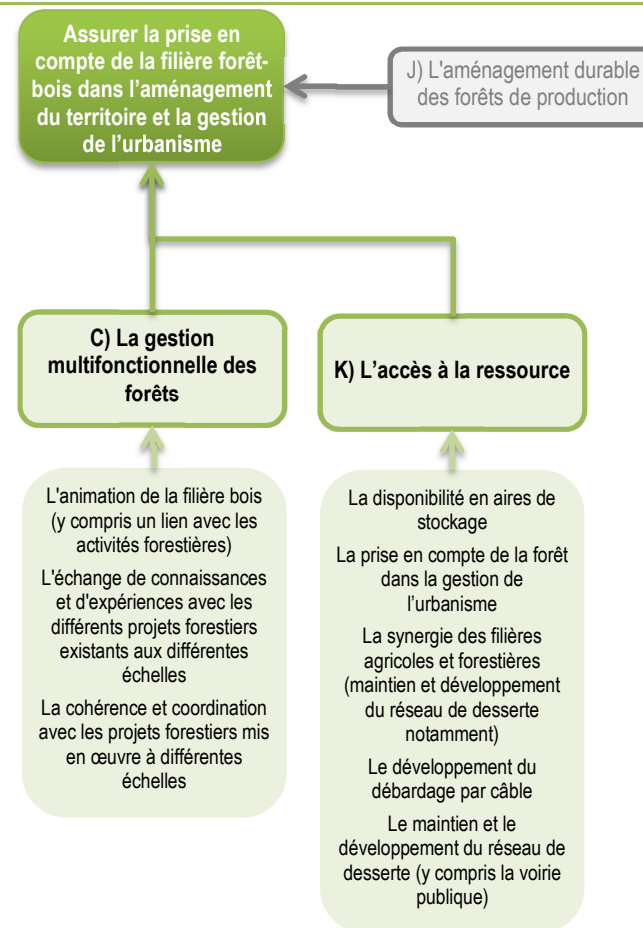 Assurer la prise en
compte de la filière forêt-
bois dans l’aménagement
du territoire et la gestion
de l’urbanisme
J) L'aménagement durable
des forêts de production
C) La gestion
multifonctionnelle des
forêts
K) L’accès à la ressource
L'animation de la filière bois
(y compris un lien avec les
activités forestières)
L'échange de connaissances
et d'expériences avec les
différents projets forestiers
existants aux différentes
échelles
La cohérence et coordination
avec les projets forestiers mis
en œuvre à différentes
échelles
La disponibilité en aires de
stockage
La prise en compte de la forêt
dans la gestion de
l’urbanisme
La synergie des filières
agricoles et forestières
(maintien et développement
du réseau de desserte
notamment)
Le développement du
débardage par câble
Le maintien et le
développement du réseau de
desserte (y compris la voirie
publique)